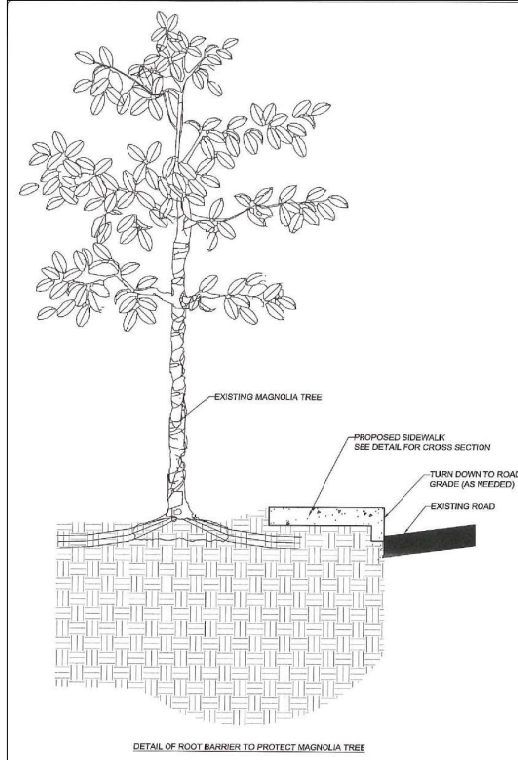 EXISTING MAGNOLIA TREE
PROPOSED SIDEWALK
SEE DETAIL FOR CROSS SECTION
TURN DOWN TO ROAD
GRADE (AS NEEDED)
EXISTING ROAD
DETAIL OF ROOT BARRIER TO PROTECT MAGNOLIA TREE